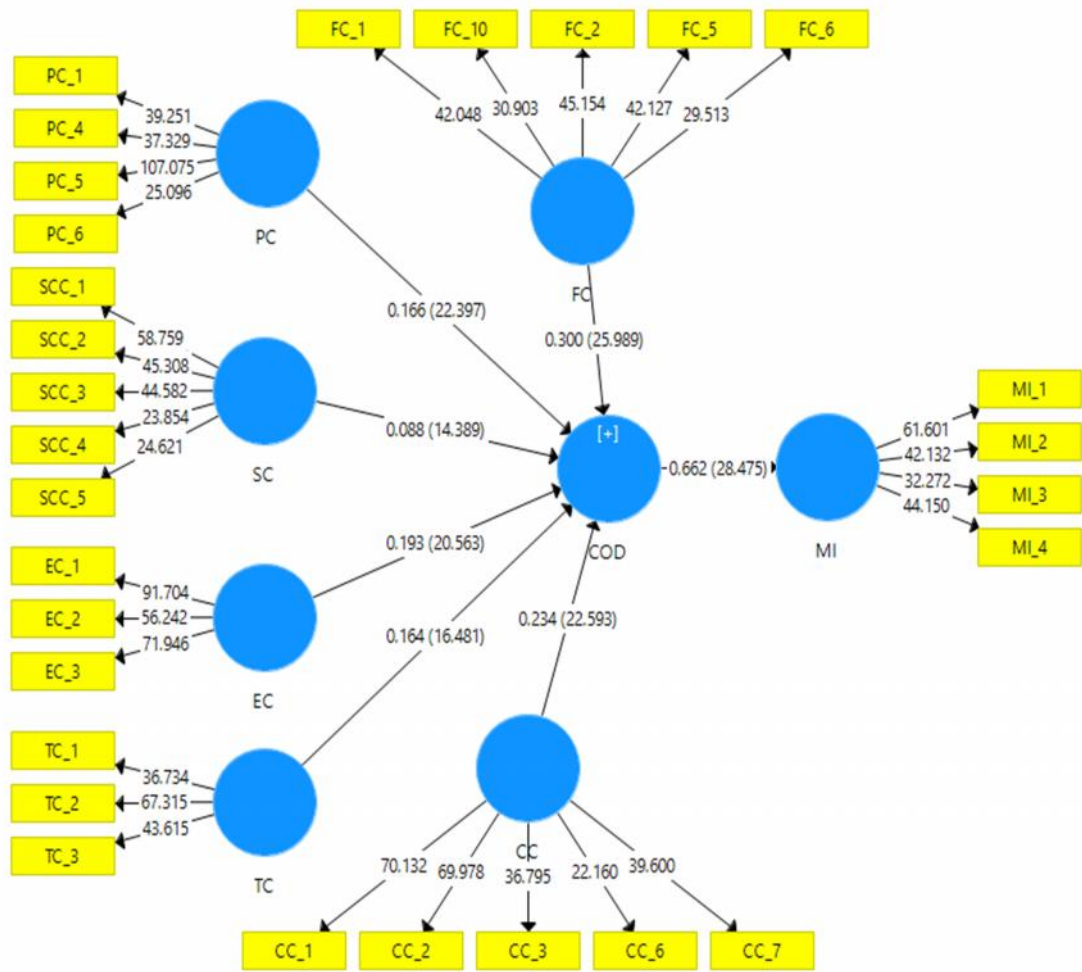 FC_1 FC_10 FC_2 FC_5 FC_6
42.048 30.903 45.154 42.127 29.513
FC
PC_1
PC_4
PC_5
PC_6
39.251
37.329
107.075
25.096
PC
SCC_1
SCC_2
SCC_3
SCC_4
SCC_5
58.759
45.308
44.582
23.854
24.621
SC
EC_1
EC_2
EC_3
91.704
56.242
71.946
EC
TC_1
TC_2
TC_3
36.734
67.315
43.615
TC
0.166 (22.397)
0.300 (25.989)
0.088 (14.389)
0.193 (20.563)
0.164 (16.481)
0.234 (22.593)
[+]
COD
0.662 (28.475)
MI
61.601
42.132
32.272
44.150
MI_1
MI_2
MI_3
MI_4
CC
70.132 69.978 36.795 22.160 39.600
CC_1 CC_2 CC_3 CC_6 CC_7